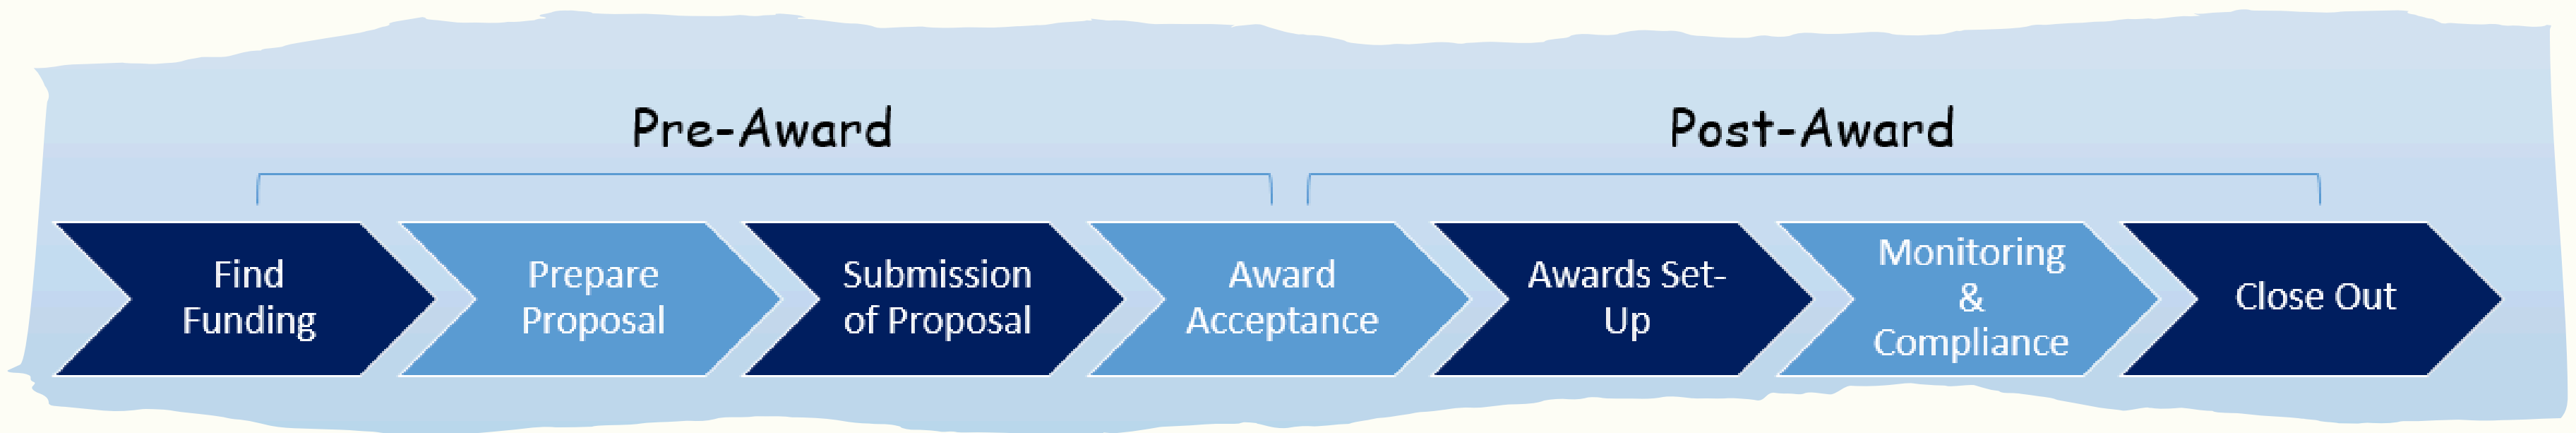 Pre-Award
Post-Award
Find
Funding
Prepare
Proposal
Submission
of Proposal
Award
Acceptance
Awards Set-
Up
Monitoring
&
Compliance
Close Out